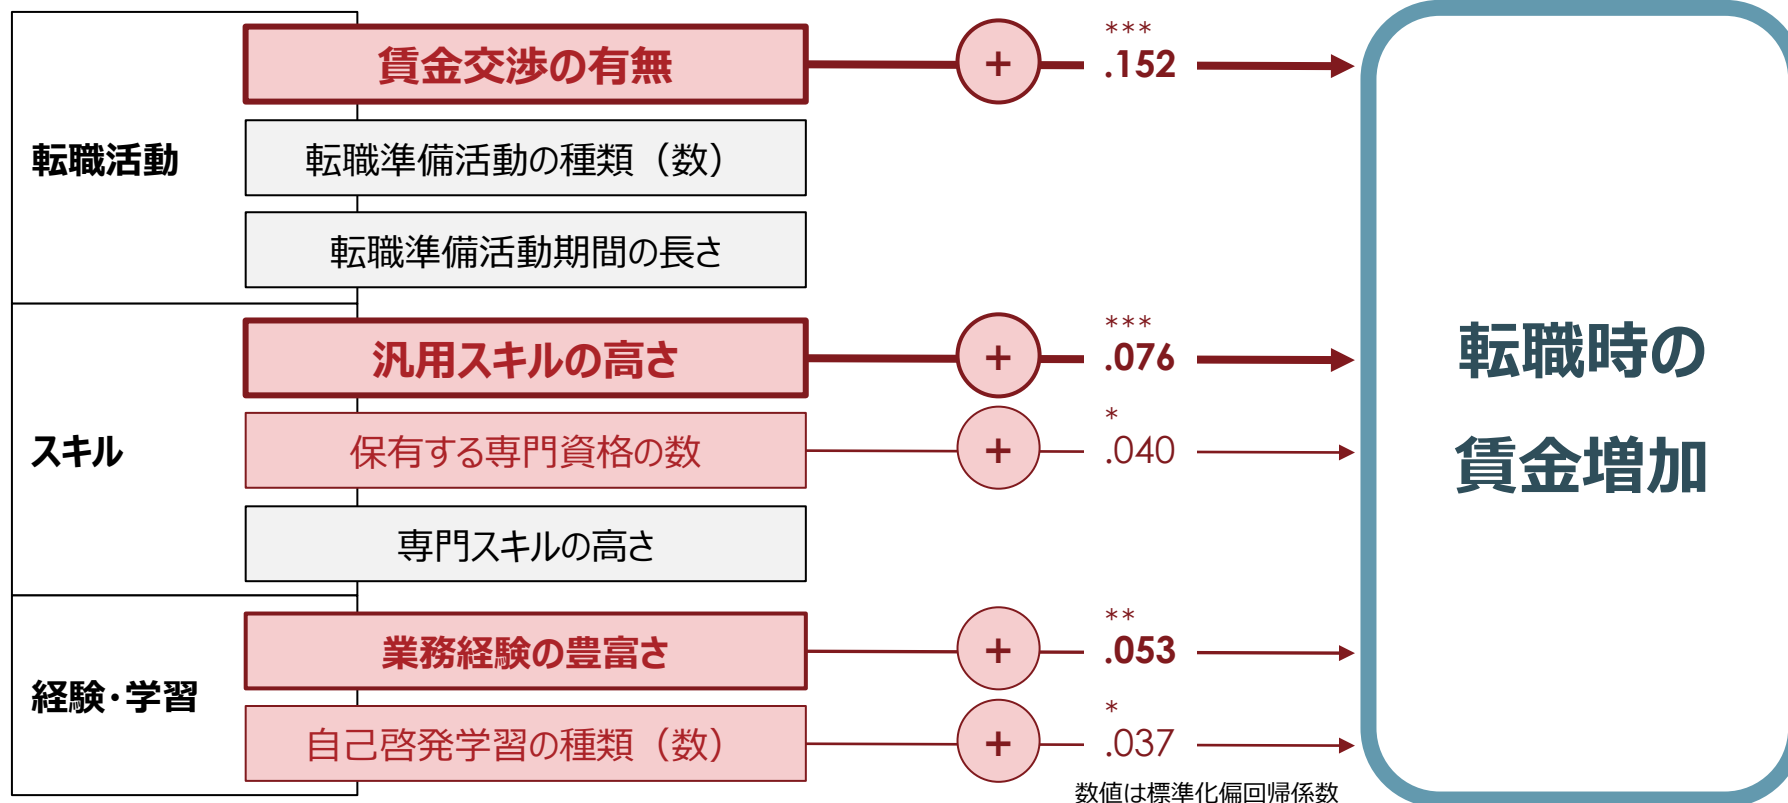 転職活動
賃金交渉の有無
+
***
.152
転職準備活動の種類（数）
転職準備活動期間の長さ
スキル
汎用スキルの高さ
+
***
.076
保有する専門資格の数
+
*
.040
専門スキルの高さ
経験・学習
業務経験の豊富さ
+
**
.053
自己啓発学習の種類（数）
+
*
.037
数値は標準化偏回帰係数
転職時の
賃金増加